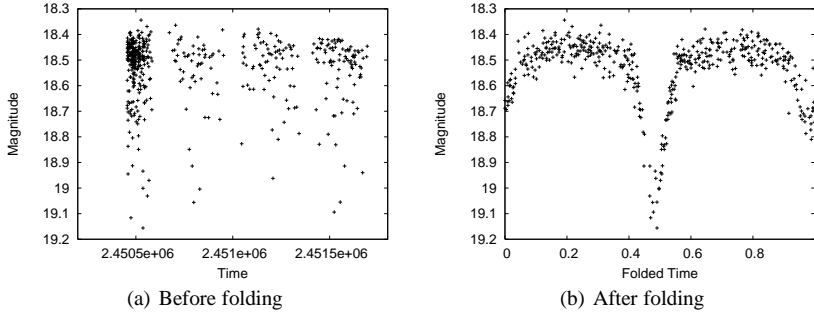 18.3
18.4
18.5
18.6
18.7
18.8
18.9
19
19.1
19.2
Magnitude
2.4505e+06 2.451e+06 2.4515e+06
Time
(a) Before folding
18.3
18.4
18.5
18.6
18.7
18.8
18.9
19
19.1
19.2
Magnitude
0 0.2 0.4 0.6 0.8
Folded Time
(b) After folding